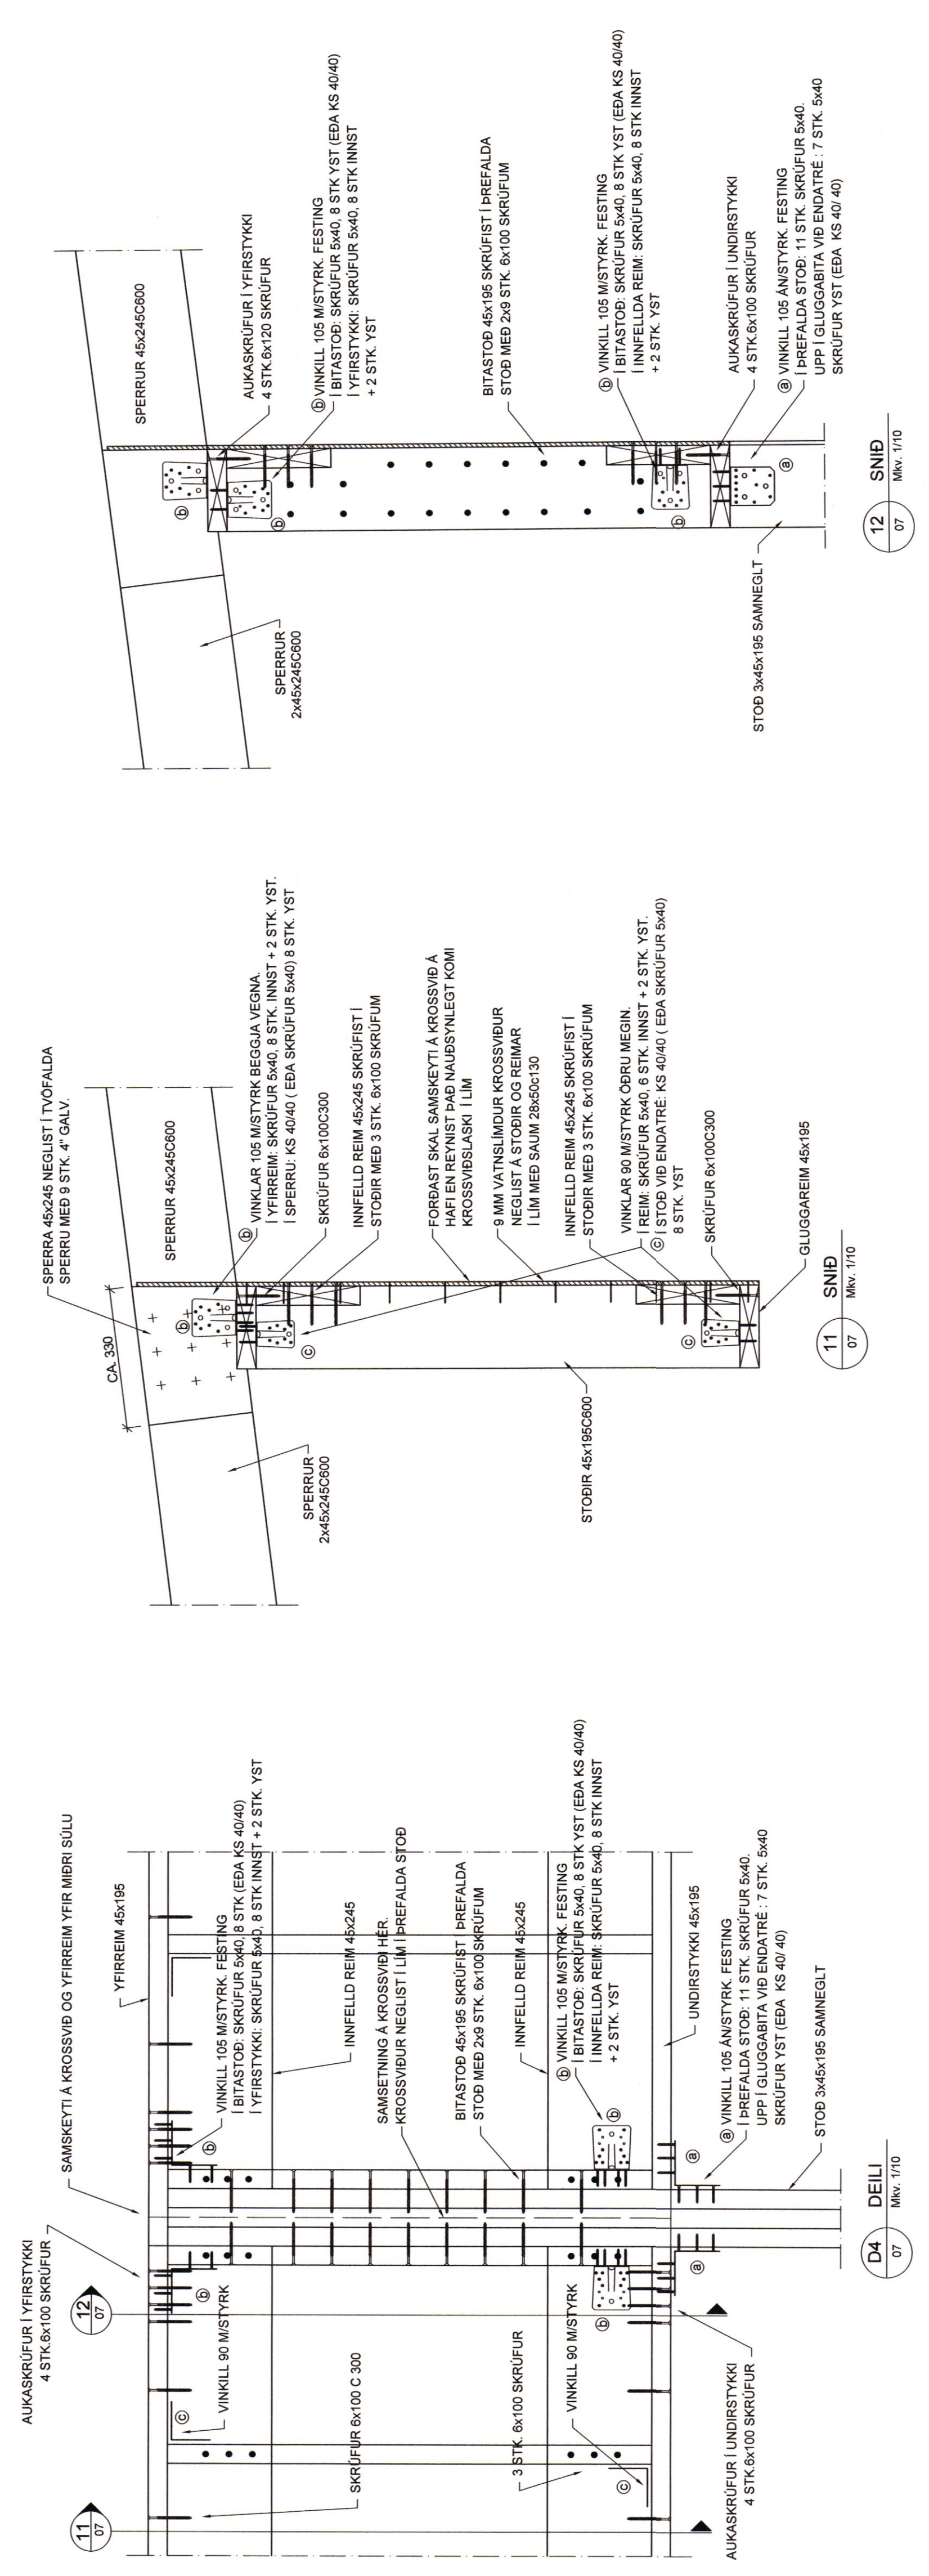 AUKASKRÚFUR Í YFIRSTYKKI
4 STK.6x100 SKRÚFUR
SAMSKEYTI Á KROSSVIÐ OG YFIRREIM YFIR MIÐRI SÚLU
YFIRREIM 45x195
11
07
12
07
ⓒ
VINKILL 90 M/STYRK
ⓑ
ⓑ
VINKILL 105 M/STYRK. FESTING
Í BITASTOÐ: SKRÚFUR 5x40, 8 STK (EÐA KS 40/40)
Í YFIRSTYKKI: SKRÚFUR 5x40, 8 STK INNST + 2 STK. YST
SKRÚFUR 6x100 C 300
INNFELLD REIM 45x245
SAMSETNING Á KROSSVIÐI HÉR.
KROSSVIÐUR NEGLIST Í LÍM Í ÞREFALDA STOÐ
BITASTOÐ 45x195 SKRÚFIST Í ÞREFALDA
STOÐ MEÐ 2x9 STK. 6x100 SKRÚFUM
INNFELLD REIM 45x245
3 STK. 6x100 SKRÚFUR
VINKILL 90 M/STYRK
ⓒ
ⓑ
ⓑ
ⓑ VINKILL 105 M/STYRK. FESTING
Í BITASTOÐ: SKRÚFUR 5x40, 8 STK YST (EÐA KS 40/40)
Í INNFELLDA REIM: SKRÚFUR 5x40, 8 STK INNST
+ 2 STK. YST
UNDIRSTYKKI 45x195
ⓐ
ⓐ
ⓐ VINKILL 105 ÁN/STYRK. FESTING
Í ÞREFALDA STOÐ: 11 STK. SKRÚFUR 5x40.
UPP Í GLUGGABITA VIÐ ENDATRÉ : 7 STK. 5x40
SKRÚFUR YST (EÐA KS 40/ 40)
AUKASKRÚFUR Í UNDIRSTYKKI
4 STK.6x100 SKRÚFUR
STOÐ 3x45x195 SAMNEGLT
D4
07
DEILI
Mkv. 1/10
SPERRA 45x245 NEGLIST Í TVÖFALDA
SPERRU MEÐ 9 STK. 4" GALV.
CA. 330
SPERRUR 45x245C600
SPERRUR
2x45x245C600
ⓑ
ⓑ VINKLAR 105 M/STYRK BEGGJA VEGNA.
Í YFIRREIM: SKRÚFUR 5x40, 8 STK. INNST + 2 STK. YST.
Í SPERRU: KS 40/40 ( EÐA SKRÚFUR 5x40) 8 STK. YST
SKRÚFUR 6x100C300
ⓒ
INNFELLD REIM 45x245 SKRÚFIST Í
STOÐIR MEÐ 3 STK. 6x100 SKRÚFUM
FORÐAST SKAL SAMSKEYTI Á KROSSVIÐ Á
HAFI EN REYNIST ÞAÐ NAUÐSYNLEGT KOMI
KROSSVIÐSLASKI Í LÍM
9 MM VATNSLÍMDUR KROSSVIÐUR
NEGLIST Á STOÐIR OG REIMAR
Í LÍM MEÐ SAUM 28x50c130
INNFELLD REIM 45x245 SKRÚFIST Í
STOÐIR MEÐ 3 STK. 6x100 SKRÚFUM
STOÐIR 45x195C600
VINKLAR 90 M/STYRK ÖÐRU MEGIN.
Í REIM: SKRÚFUR 5x40, 6 STK. INNST + 2 STK. YST.
ⓒ Í STOÐ VIÐ ENDATRÉ: KS 40/40 ( EÐA SKRÚFUR 5x40)
8 STK. YST
ⓒ
SKRÚFUR 6x100C300
GLUGGAREIM 45x195
11
07
SNIÐ
Mkv. 1/10
SPERRUR 45x245C600
SPERRUR
2x45x245C600
ⓑ
AUKASKRÚFUR Í YFIRSTYKKI
4 STK.6x120 SKRÚFUR
ⓑ
ⓑ VINKILL 105 M/STYRK. FESTING
Í BITASTOÐ: SKRÚFUR 5x40, 8 STK YST (EÐA KS 40/40)
Í YFIRSTYKKI: SKRÚFUR 5x40, 8 STK INNST
+ 2 STK. YST
BITASTOÐ 45x195 SKRÚFIST Í ÞREFALDA
STOÐ MEÐ 2x9 STK. 6x100 SKRÚFUM
ⓑ VINKILL 105 M/STYRK. FESTING
Í BITASTOÐ: SKRÚFUR 5x40, 8 STK YST (EÐA KS 40/40)
Í INNFELLDA REIM: SKRÚFUR 5x40, 8 STK INNST
+ 2 STK. YST
ⓑ
AUKASKRÚFUR Í UNDIRSTYKKI
4 STK.6x100 SKRÚFUR
ⓐ
ⓐ VINKILL 105 ÁN/STYRK. FESTING
Í ÞREFALDA STOÐ: 11 STK. SKRÚFUR 5x40.
UPP Í GLUGGABITA VIÐ ENDATRÉ : 7 STK. 5x40
SKRÚFUR YST (EÐA KS 40/ 40)
STOÐ 3x45x195 SAMNEGLT
12
07
SNIÐ
Mkv. 1/10